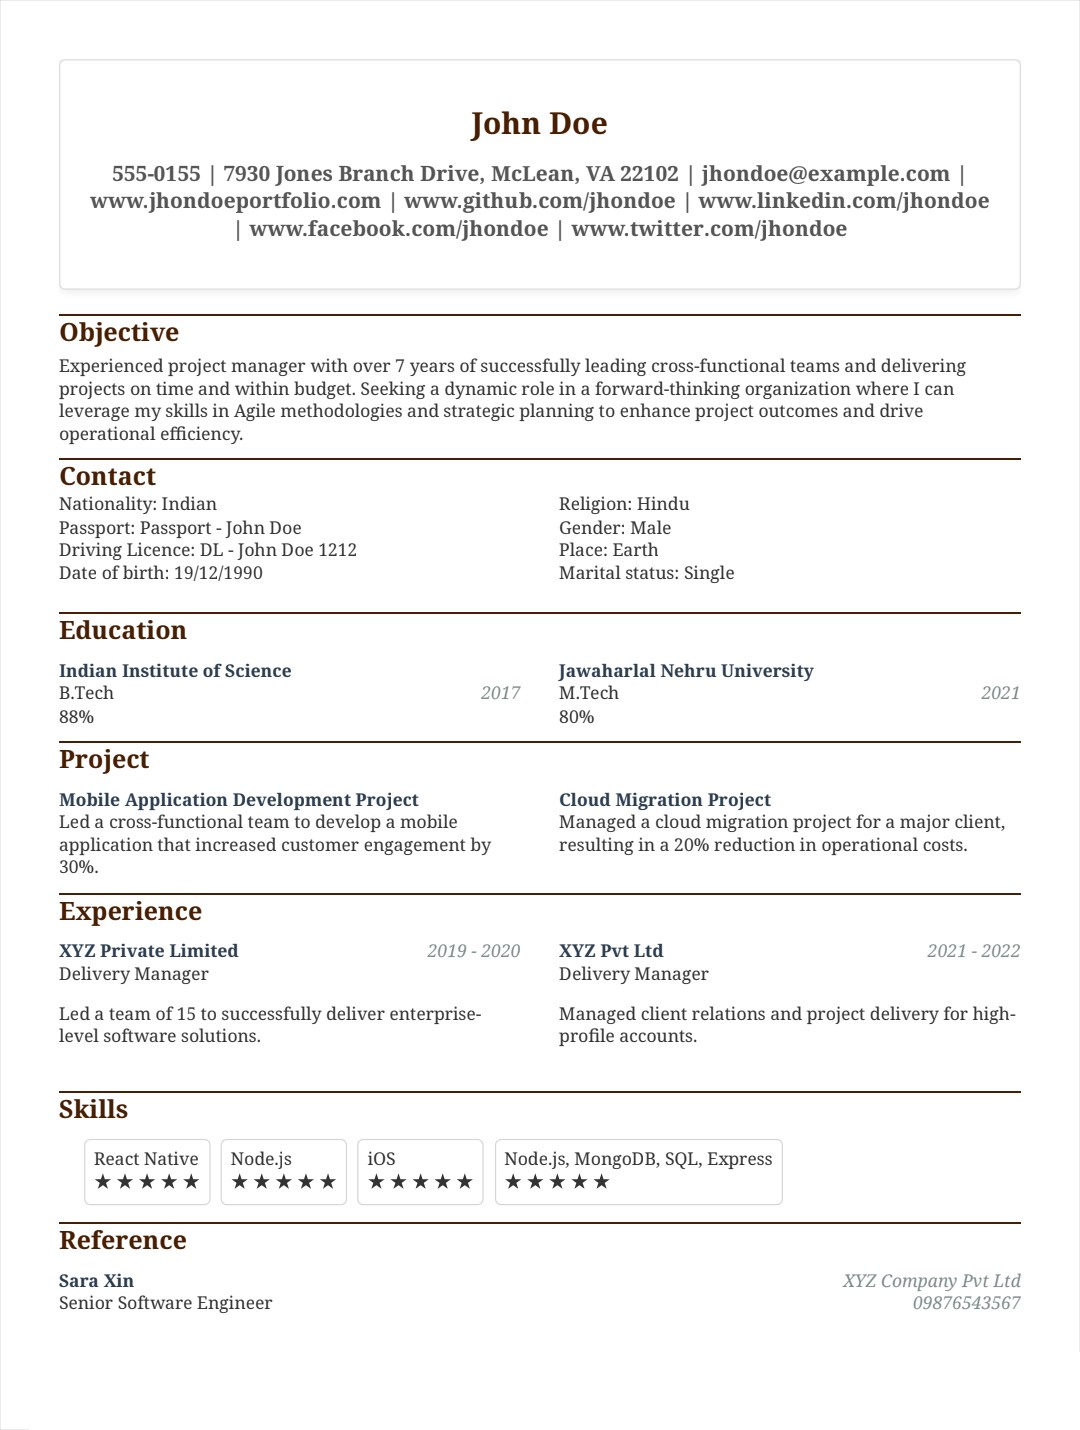 John Doe
555-0155 | 7930 Jones Branch Drive, McLean, VA 22102 | jhondoe@example.com |
www.jhondoeportfolio.com | www.github.com/jhondoe | www.linkedin.com/jhondoe
| www.facebook.com/jhondoe | www.twitter.com/jhondoe
Objective
Experienced project manager with over 7 years of successfully leading cross-functional teams and delivering
projects on time and within budget. Seeking a dynamic role in a forward-thinking organization where I can
leverage my skills in Agile methodologies and strategic planning to enhance project outcomes and drive
operational efficiency.
Contact
Nationality: Indian
Passport: Passport - John Doe
Driving Licence: DL - John Doe 1212
Date of birth: 19/12/1990
Religion: Hindu
Gender: Male
Place: Earth
Marital status: Single
Education
Indian Institute of Science
B.Tech 2017
88%
Jawaharlal Nehru University
M.Tech 2021
80%
Project
Mobile Application Development Project
Led a cross-functional team to develop a mobile
application that increased customer engagement by
30%.
Cloud Migration Project
Managed a cloud migration project for a major client,
resulting in a 20% reduction in operational costs.
Experience
XYZ Private Limited 2019 - 2020
Delivery Manager
Led a team of 15 to successfully deliver enterprise-
level software solutions.
XYZ Pvt Ltd 2021 - 2022
Delivery Manager
Managed client relations and project delivery for high-
profile accounts.
Skills
React Native
★★★★★
Node.js
★★★★★
iOS
★★★★★
Node.js, MongoDB, SQL, Express
★★★★★
Reference
Sara Xin XYZ Company Pvt Ltd
Senior Software Engineer 09876543567